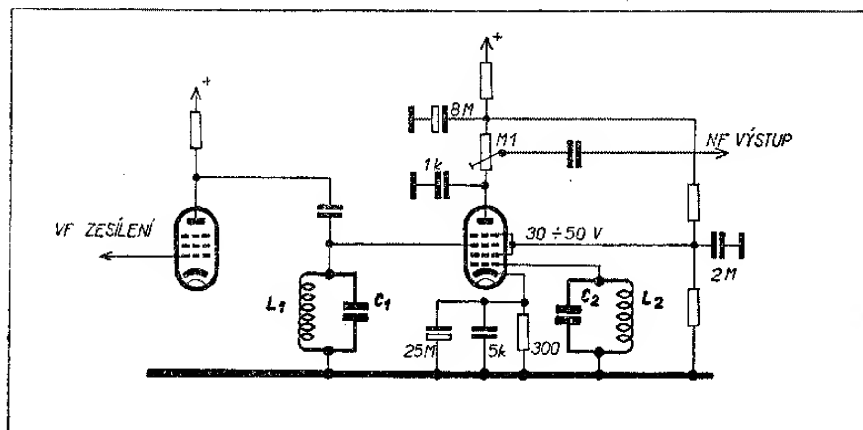 +
+
8M
M1
NF VÝSTUP
1k
VF ZESÍLENÍ
30 ÷ 50 V
2M
L1
C1
C2
L2
25M
5k
300